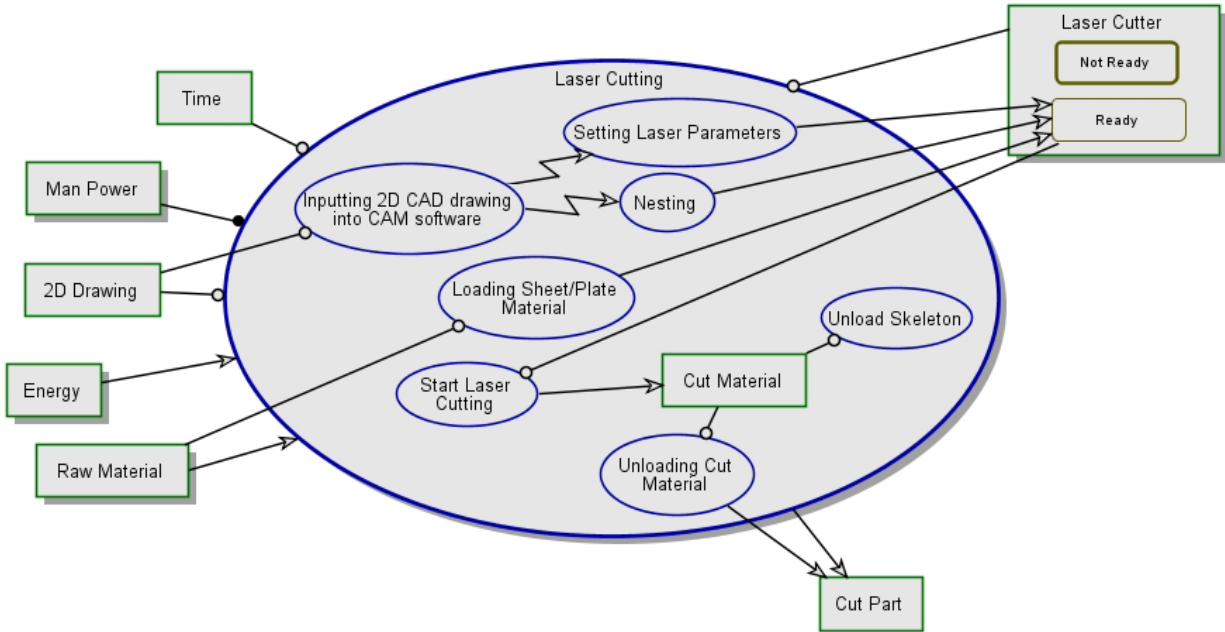 Laser Cutter
Not Ready
Ready
Laser Cutting
Time
Setting Laser Parameters
Man Power
Inputting 2D CAD drawing
into CAM software
Nesting
2D Drawing
Loading Sheet/Plate
Material
Unload Skeleton
Energy
Start Laser
Cutting
Cut Material
Raw Material
Unloading Cut
Material
Cut Part